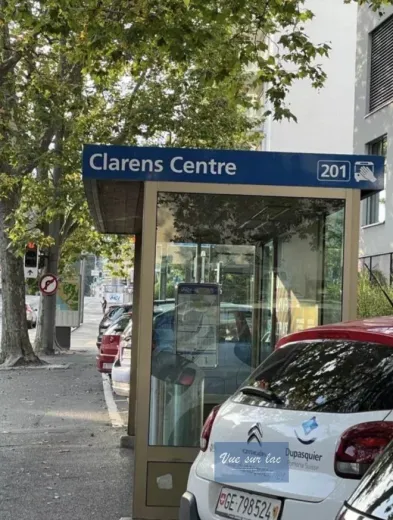 Clarens Centre
201
Dupasquier
Vue sur lac
GE·798524